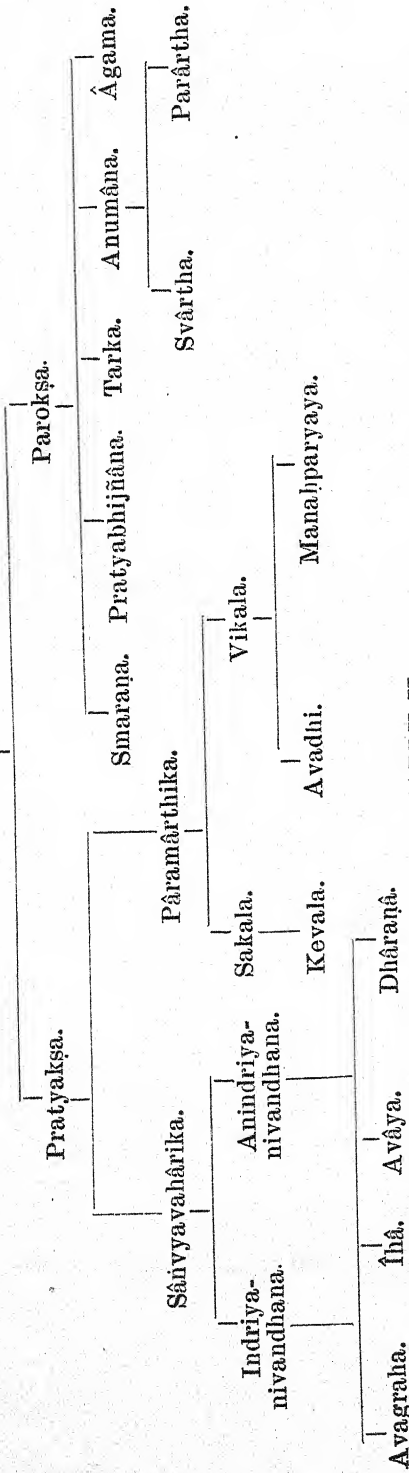 Pratyakṣa. Parokṣa.
Sâṅvyavahârika. Pâramârthika. Smaraṇa. Pratyabhijñâna. Tarka. Anumâna. Âgama.
Indriya-nivandhana. Anindriya-nivandhana. Sakala. Vikala. Svârtha. Parârtha.
Kevala. Avadhi. Manaḥparyaya.
Avagraha. Îhâ. Avâya. Dhâraṇâ.